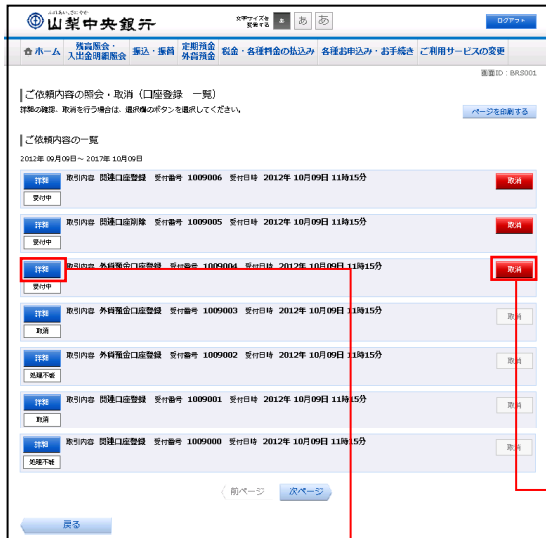 山梨中央銀行
文字サイズを
変更する
あ あ あ
ログアウト
ホーム 残高照会・
入出金明細照会 振込・振替 定期預金
外貨預金 税金・各種料金の払込み 各種お申込み・お手続き ご利用サービスの変更
画面ID：BRS001
ご依頼内容の照会・取消（口座登録 一覧）
詳細の確認、取消を行う場合は、選択欄のボタンを選択してください。
ページを印刷する
ご依頼内容の一覧
2012年 09月09日～ 2017年 10月09日
詳細 取引内容 関連口座登録 受付番号 1009006 受付日時 2012年 10月09日 11時15分 取消
受付中
詳細 取引内容 関連口座削除 受付番号 1009005 受付日時 2012年 10月09日 11時15分 取消
受付中
詳細 取引内容 外貨預金口座登録 受付番号 1009004 受付日時 2012年 10月09日 11時15分 取消
受付中
詳細 取引内容 外貨預金口座登録 受付番号 1009003 受付日時 2012年 10月09日 11時15分 取消
取消
詳細 取引内容 外貨預金口座登録 受付番号 1009002 受付日時 2012年 10月09日 11時15分 取消
処理不能
詳細 取引内容 関連口座登録 受付番号 1009001 受付日時 2012年 10月09日 11時15分 取消
取消
詳細 取引内容 関連口座登録 受付番号 1009000 受付日時 2012年 10月09日 11時15分 取消
処理不能
前ページ 次ページ
戻る